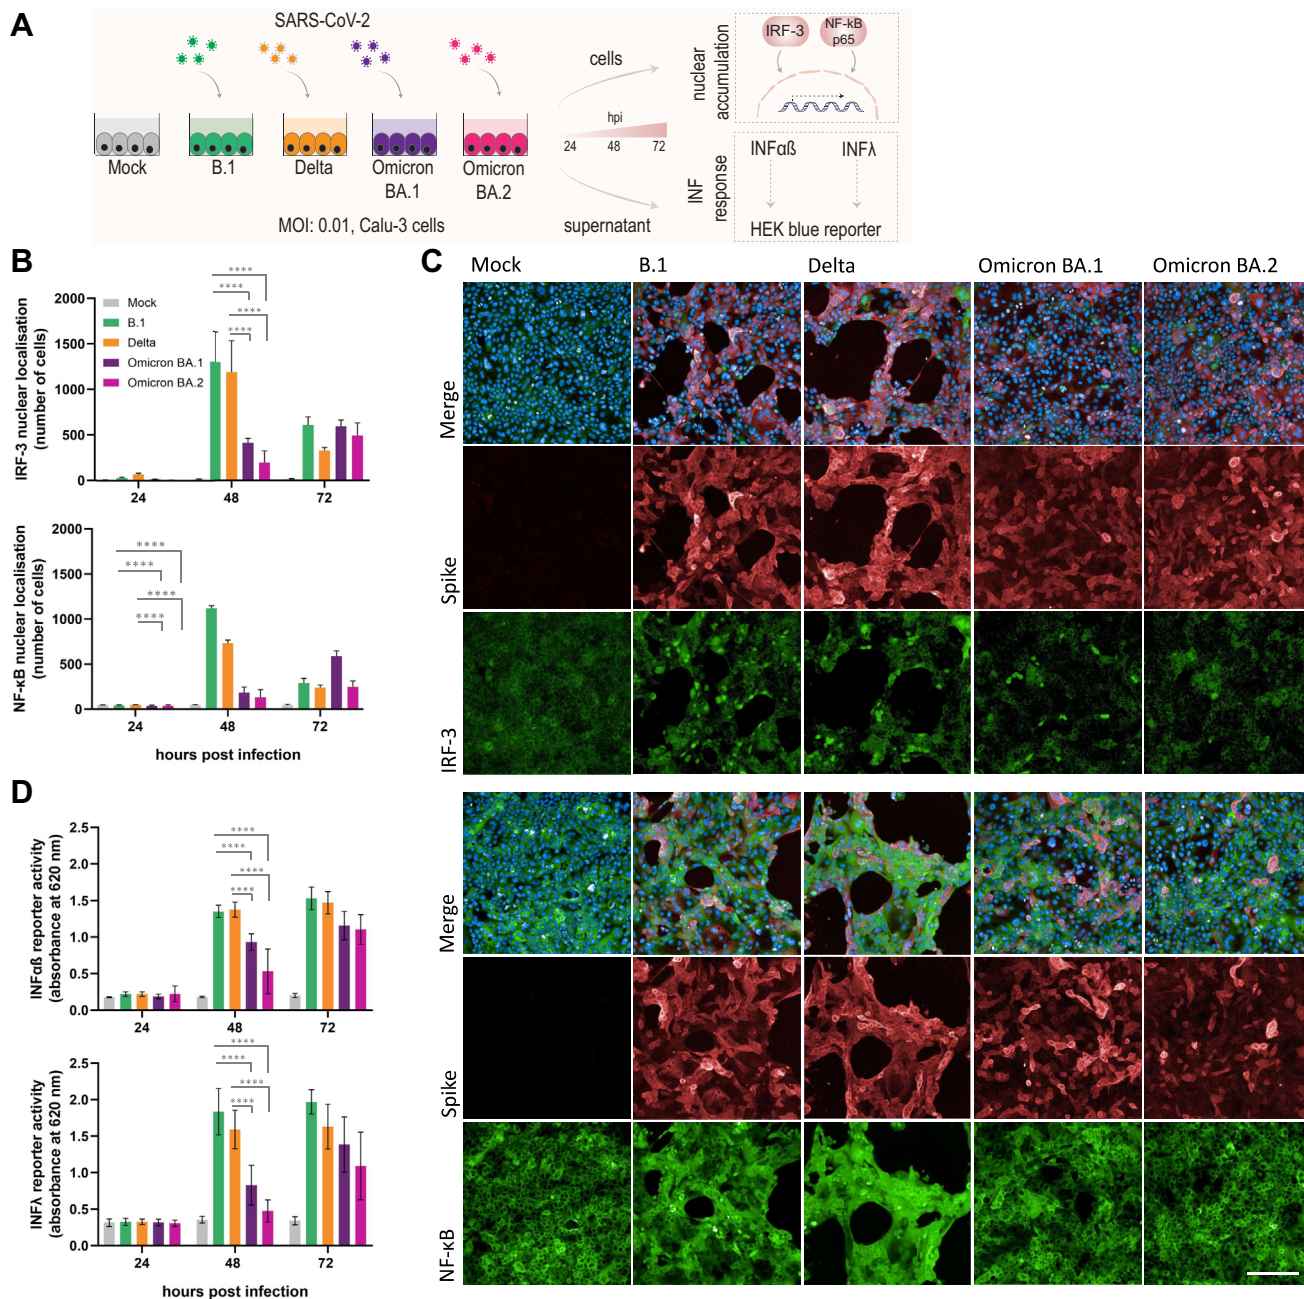 A
SARS-CoV-2
Mock
B.1
Delta
Omicron
BA.1
Omicron
BA.2
MOI: 0.01, Calu-3 cells
cells
hpi
24 48 72
supernatant
nuclear
accumulation
IRF-3
NF-kB
p65
INF
response
INFαß
INFλ
HEK blue reporter
B
IRF-3 nuclear localisation
(number of cells)
2000
1500
1000
500
0
Mock
B.1
Delta
Omicron BA.1
Omicron BA.2
****
****
****
****
24 48 72
NF-κB nuclear localisation
(number of cells)
2000
1500
1000
500
0
****
****
****
****
24 48 72
hours post infection
C
Mock B.1 Delta Omicron BA.1 Omicron BA.2
Merge
Spike
IRF-3
Merge
Spike
NF-κB
D
INFαß reporter activity
(absorbance at 620 nm)
2.5
2.0
1.5
1.0
0.5
0.0
****
****
****
****
24 48 72
INFλ reporter activity
(absorbance at 620 nm)
2.5
2.0
1.5
1.0
0.5
0.0
****
****
****
****
24 48 72
hours post infection